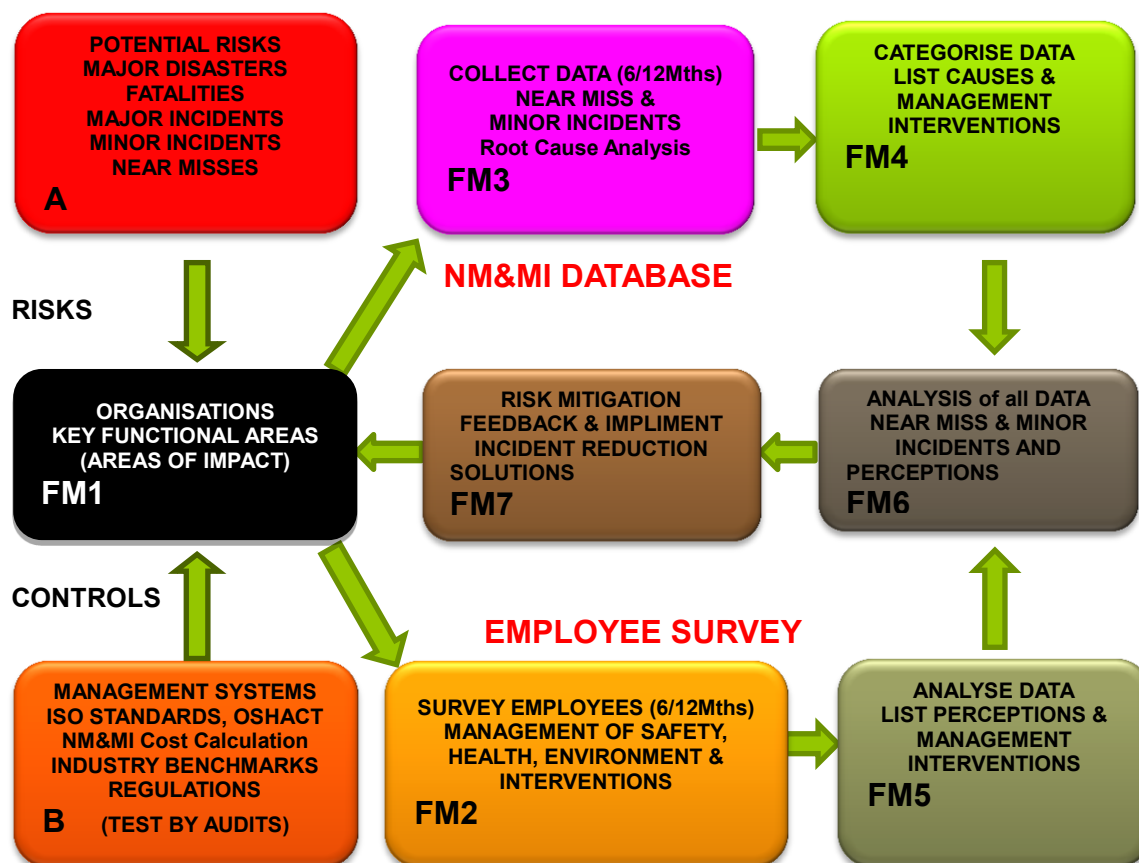 POTENTIAL RISKS
MAJOR DISASTERS
FATALITIES
MAJOR INCIDENTS
MINOR INCIDENTS
NEAR MISSES
A
COLLECT DATA (6/12Mths)
NEAR MISS &
MINOR INCIDENTS
Root Cause Analysis
FM3
CATEGORISE DATA
LIST CAUSES &
MANAGEMENT
INTERVENTIONS
FM4
NM&MI DATABASE
RISKS
ORGANISATIONS
KEY FUNCTIONAL AREAS
(AREAS OF IMPACT)
FM1
RISK MITIGATION
FEEDBACK & IMPLIMENT
INCIDENT REDUCTION
SOLUTIONS
FM7
ANALYSIS of all DATA
NEAR MISS & MINOR
INCIDENTS AND
PERCEPTIONS
FM6
CONTROLS
EMPLOYEE SURVEY
MANAGEMENT SYSTEMS
ISO STANDARDS, OSHACT
NM&MI Cost Calculation
INDUSTRY BENCHMARKS
REGULATIONS
B (TEST BY AUDITS)
SURVEY EMPLOYEES (6/12Mths)
MANAGEMENT OF SAFETY,
HEALTH, ENVIRONMENT &
INTERVENTIONS
FM2
ANALYSE DATA
LIST PERCEPTIONS &
MANAGEMENT
INTERVENTIONS
FM5